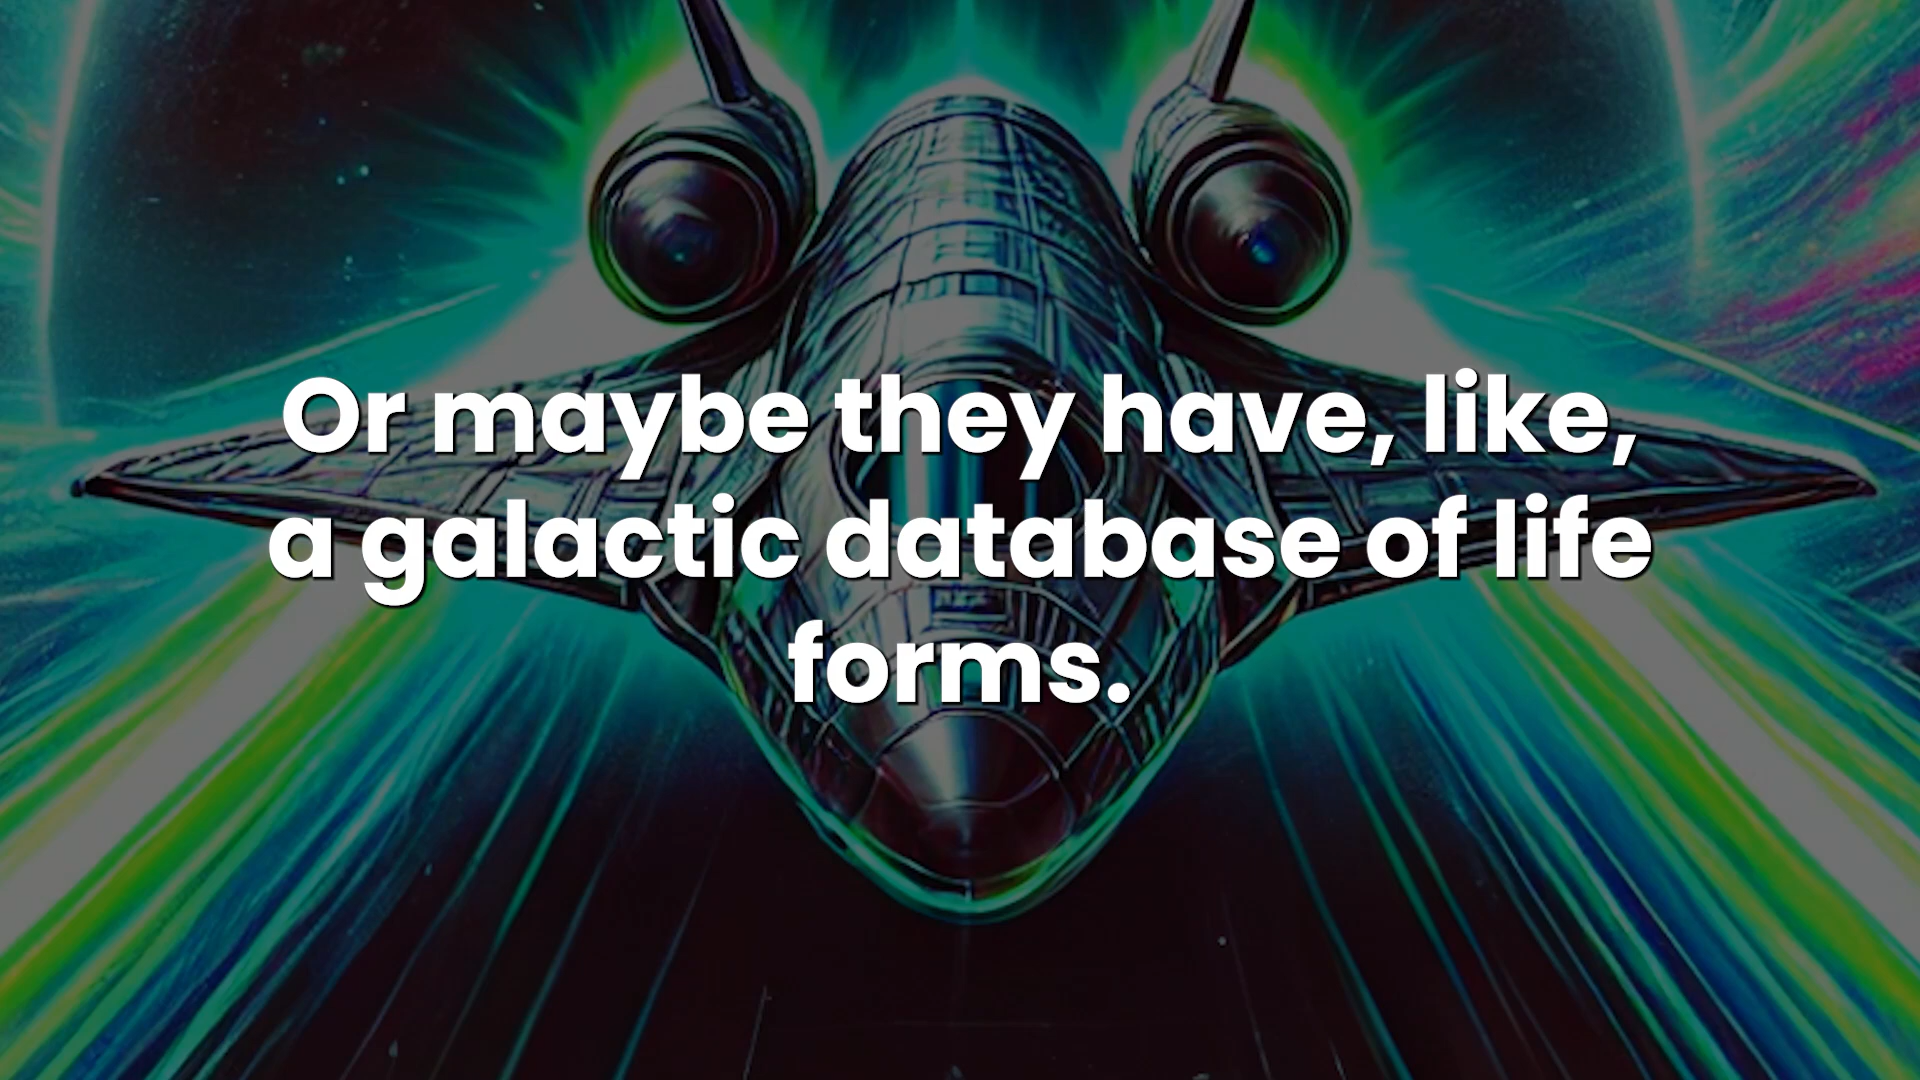 Or maybe they have, like,
a galactic database of life
forms.